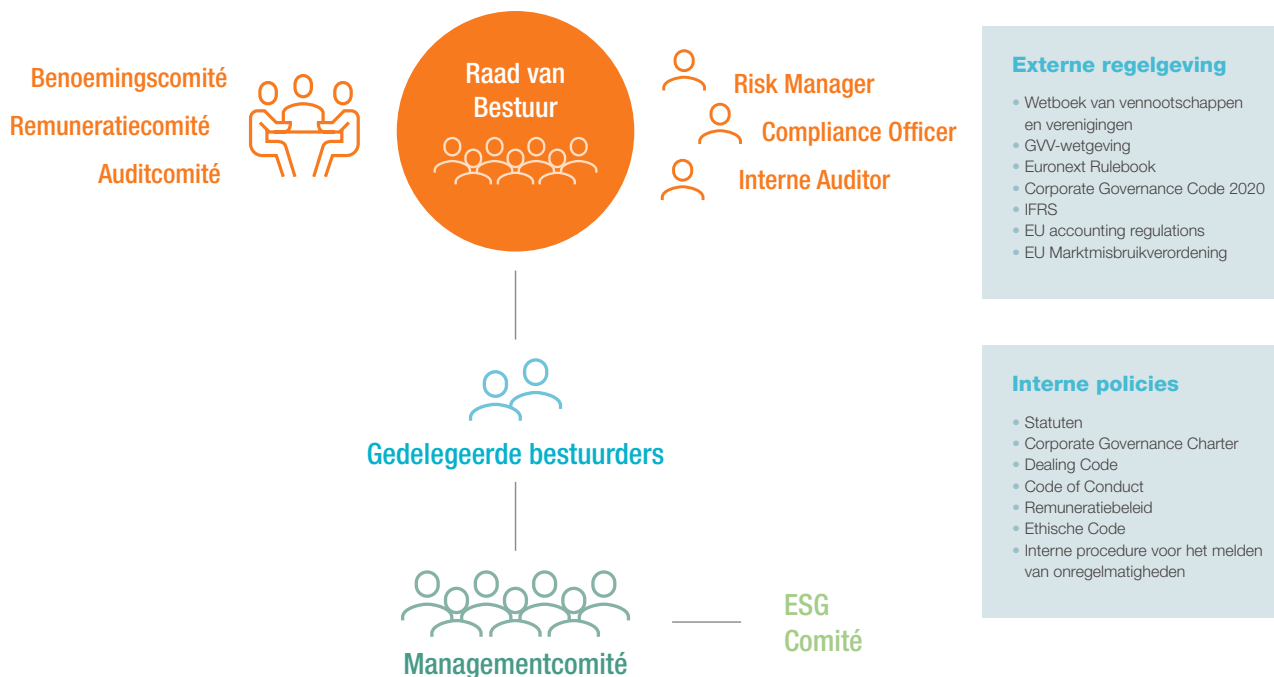 Benoemingscomité
Remuneratiecomité
Auditcomité
Raad van
Bestuur
Risk Manager
Compliance Officer
Interne Auditor
Gedelegeerde bestuurders
Managementcomité
ESG
Comité
Externe regelgeving
• Wetboek van vennootschappen
en verenigingen
• GVV-wetgeving
• Euronext Rulebook
• Corporate Governance Code 2020
• IFRS
• EU accounting regulations
• EU Marktmisbruikverordening
Interne policies
• Statuten
• Corporate Governance Charter
• Dealing Code
• Code of Conduct
• Remuneratiebeleid
• Ethische Code
• Interne procedure voor het melden
van onregelmatigheden